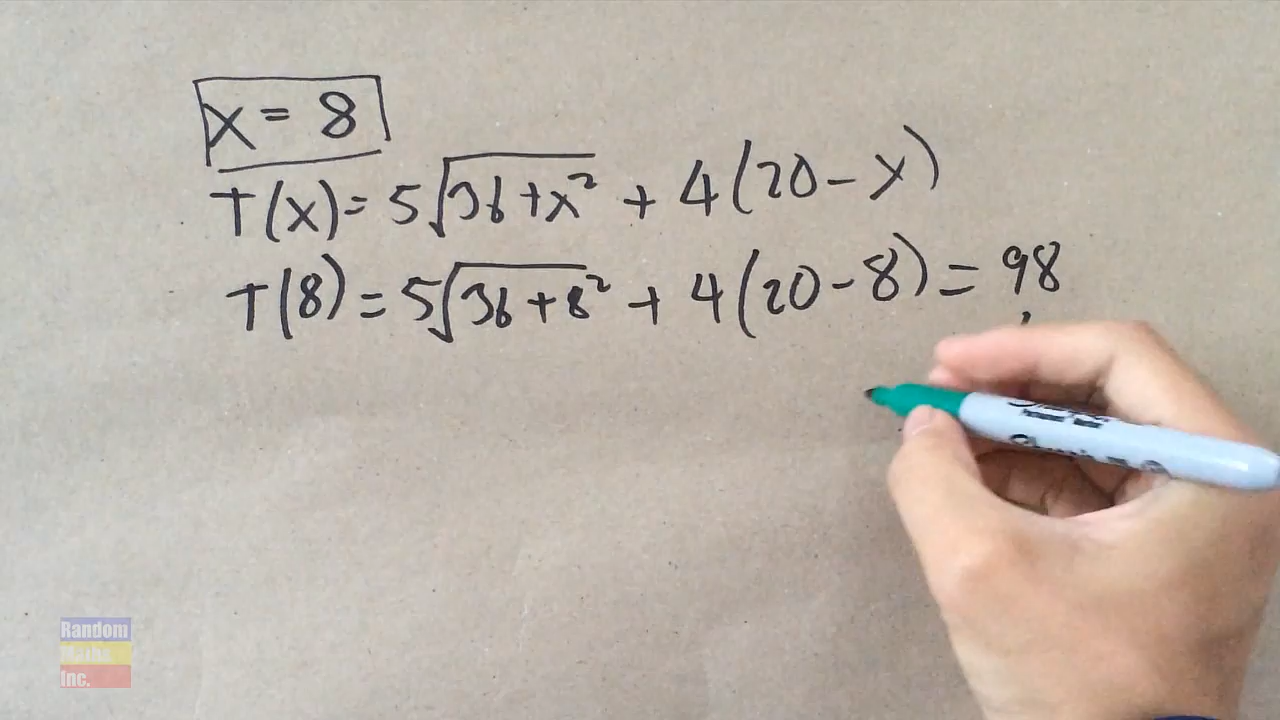 x = 8
T(x) = 5√36+x² + 4(20-x)
T(8) = 5√36+8² + 4(20-8) = 98
Random
Maths
Inc.